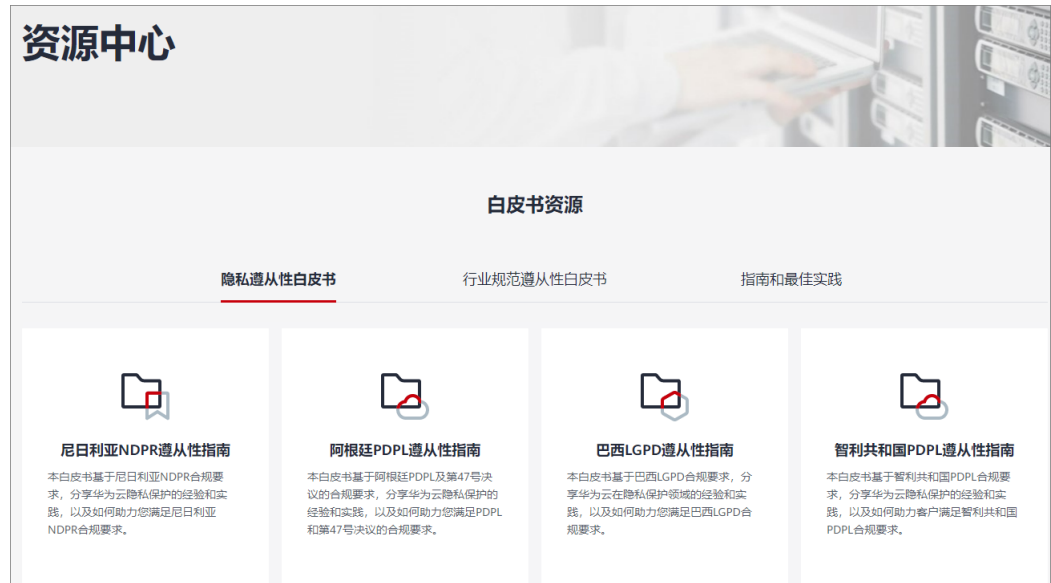 资源中心
白皮书资源
隐私遵从性白皮书
行业规范遵从性白皮书
指南和最佳实践
尼日利亚NDPR遵从性指南
本白皮书基于尼日利亚NDPR合规要
求，分享华为云隐私保护的经验和实
践，以及如何助力您满足尼日利亚
NDPR合规要求。
阿根廷PDPL遵从性指南
本白皮书基于阿根廷PDPL及第47号决
议的合规要求，分享华为云隐私保护的
经验和实践，以及如何助力您满足PDPL
和第47号决议的合规要求。
巴西LGPD遵从性指南
本白皮书基于巴西LGPD合规要求，分
享华为云在隐私保护领域的经验和实
践，以及如何助力您满足巴西LGPD合
规要求。
智利共和国PDPL遵从性指南
本白皮书基于智利共和国PDPL合规要
求，分享华为云隐私保护的经验和实
践，以及如何助力客户满足智利共和国
PDPL合规要求。